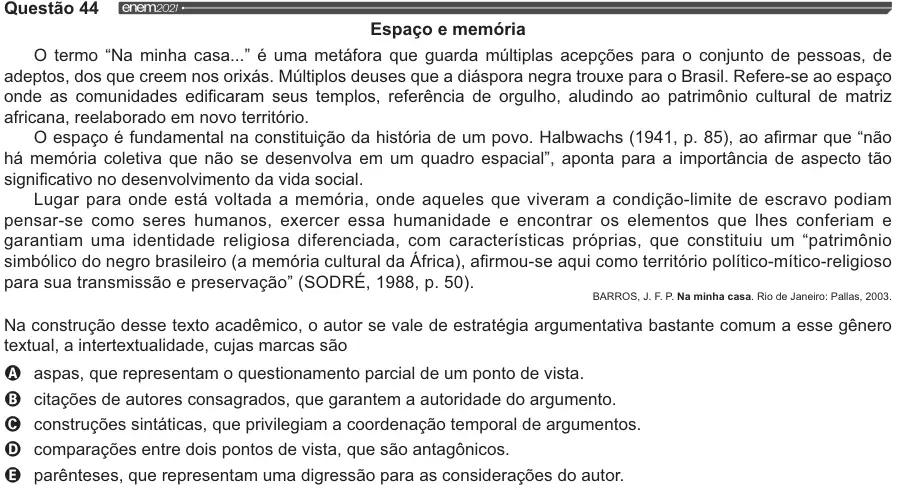 Questão 44 enem2021
Espaço e memória
O termo “Na minha casa...” é uma metáfora que guarda múltiplas acepções para o conjunto de pessoas, de
adeptos, dos que creem nos orixás. Múltiplos deuses que a diáspora negra trouxe para o Brasil. Refere-se ao espaço
onde as comunidades edificaram seus templos, referência de orgulho, aludindo ao patrimônio cultural de matriz
africana, reelaborado em novo território.
O espaço é fundamental na constituição da história de um povo. Halbwachs (1941, p. 85), ao afirmar que “não
há memória coletiva que não se desenvolva em um quadro espacial”, aponta para a importância de aspecto tão
significativo no desenvolvimento da vida social.
Lugar para onde está voltada a memória, onde aqueles que viveram a condição-limite de escravo podiam
pensar-se como seres humanos, exercer essa humanidade e encontrar os elementos que lhes conferiam e
garantiam uma identidade religiosa diferenciada, com características próprias, que constituiu um “patrimônio
simbólico do negro brasileiro (a memória cultural da África), afirmou-se aqui como território político-mítico-religioso
para sua transmissão e preservação” (SODRÉ, 1988, p. 50).
BARROS, J. F. P. Na minha casa. Rio de Janeiro: Pallas, 2003.
Na construção desse texto acadêmico, o autor se vale de estratégia argumentativa bastante comum a esse gênero
textual, a intertextualidade, cujas marcas são
A aspas, que representam o questionamento parcial de um ponto de vista.
B citações de autores consagrados, que garantem a autoridade do argumento.
C construções sintáticas, que privilegiam a coordenação temporal de argumentos.
D comparações entre dois pontos de vista, que são antagônicos.
E parênteses, que representam uma digressão para as considerações do autor.